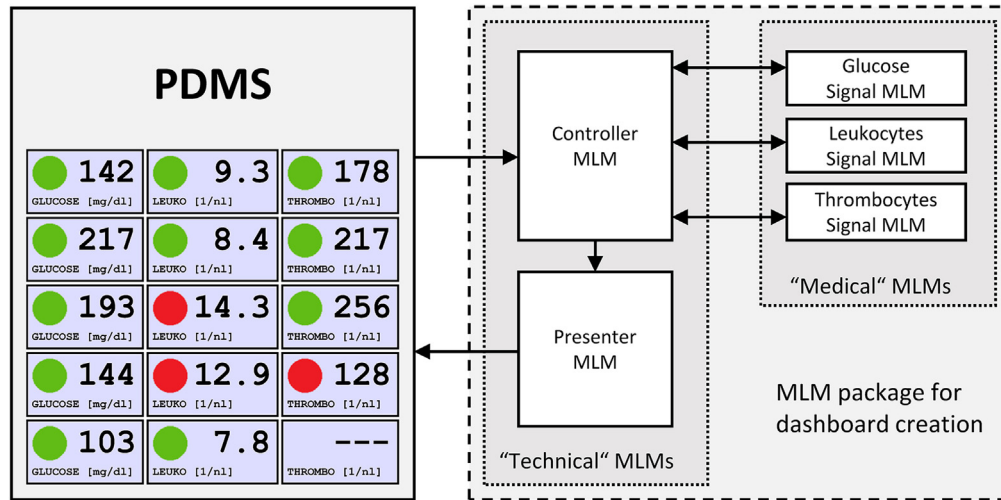 PDMS
142 9.3 178
GLUCOSE [mg/dl] LEUKO [1/nl] THROMBO [1/nl]
217 8.4 217
GLUCOSE [mg/dl] LEUKO [1/nl] THROMBO [1/nl]
193 14.3 256
GLUCOSE [mg/dl] LEUKO [1/nl] THROMBO [1/nl]
144 12.9 128
GLUCOSE [mg/dl] LEUKO [1/nl] THROMBO [1/nl]
103 7.8 ---
GLUCOSE [mg/dl] LEUKO [1/nl] THROMBO [1/nl]
Controller
MLM
Presenter
MLM
“Technical“ MLMs
Glucose
Signal MLM
Leukocytes
Signal MLM
Thrombocytes
Signal MLM
“Medical“ MLMs
MLM package for
dashboard creation